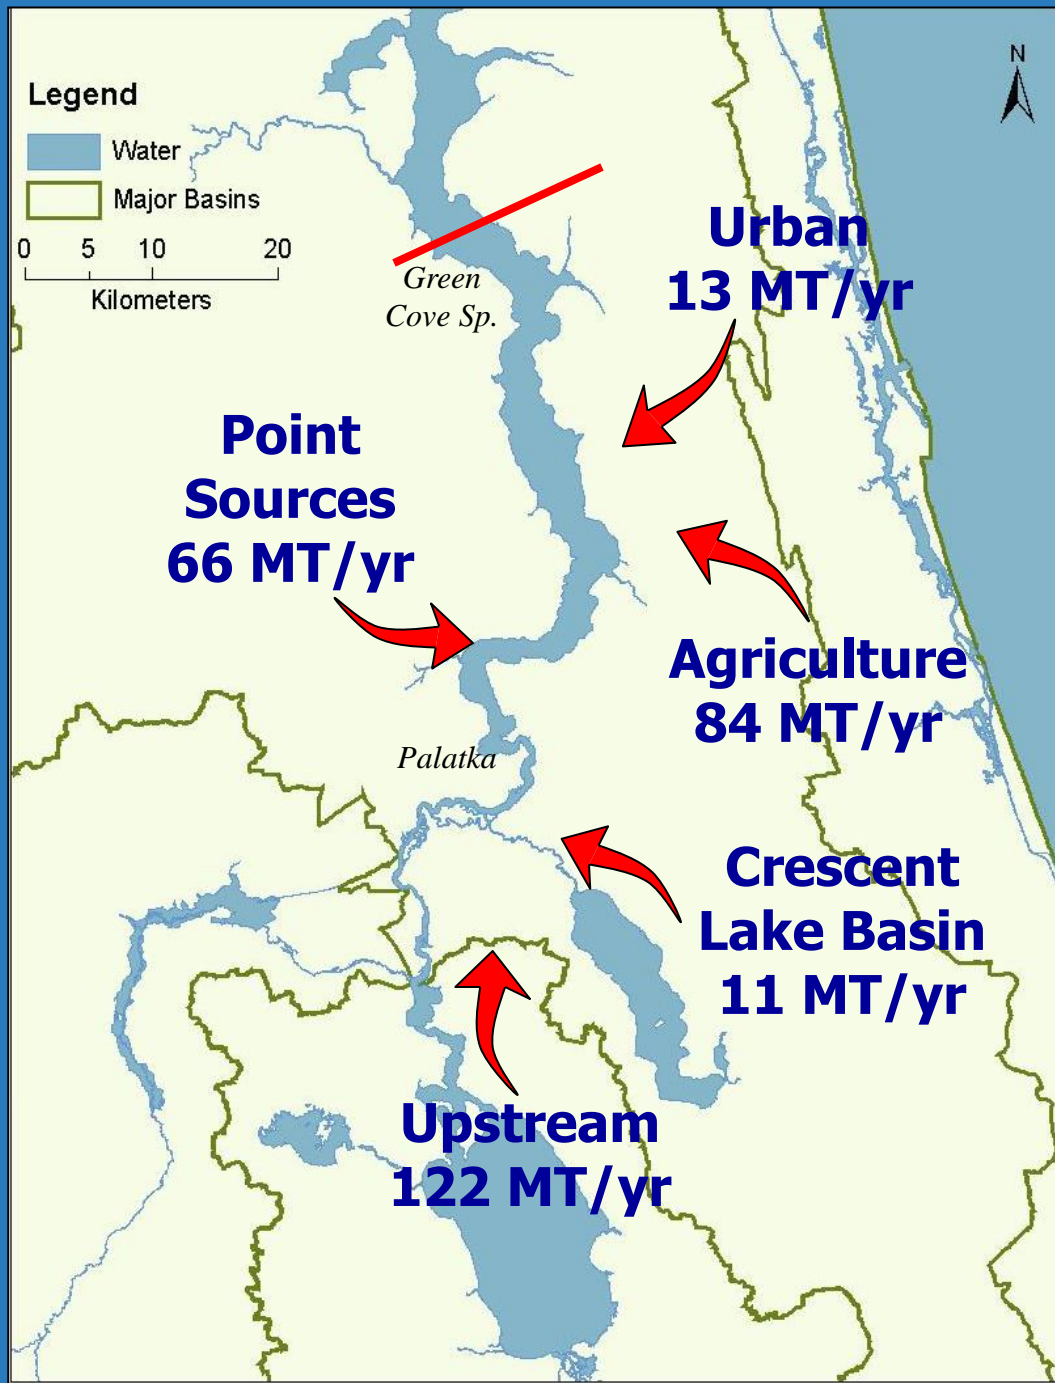 N
Legend
Water
Major Basins
0 5 10 20
Kilometers
Green
Cove Sp.
Urban
13 MT/yr
Point
Sources
66 MT/yr
Agriculture
84 MT/yr
Palatka
Crescent
Lake Basin
11 MT/yr
Upstream
122 MT/yr